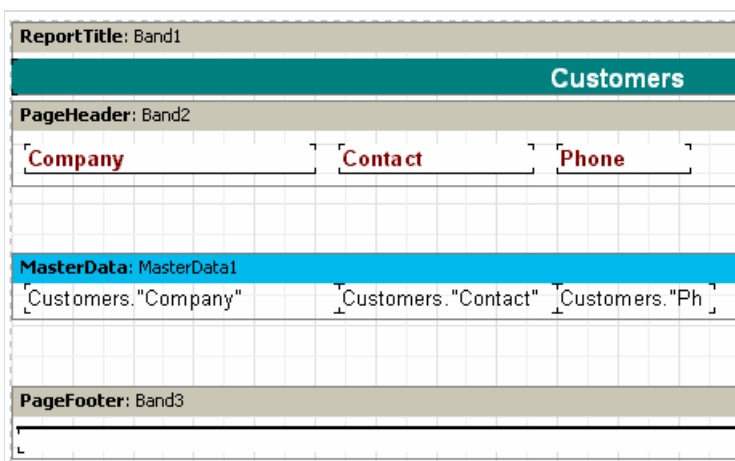 ReportTitle: Band1
Customers
PageHeader: Band2
Company Contact Phone
MasterData: MasterData1
Customers."Company" Customers."Contact" Customers."Ph
PageFooter: Band3